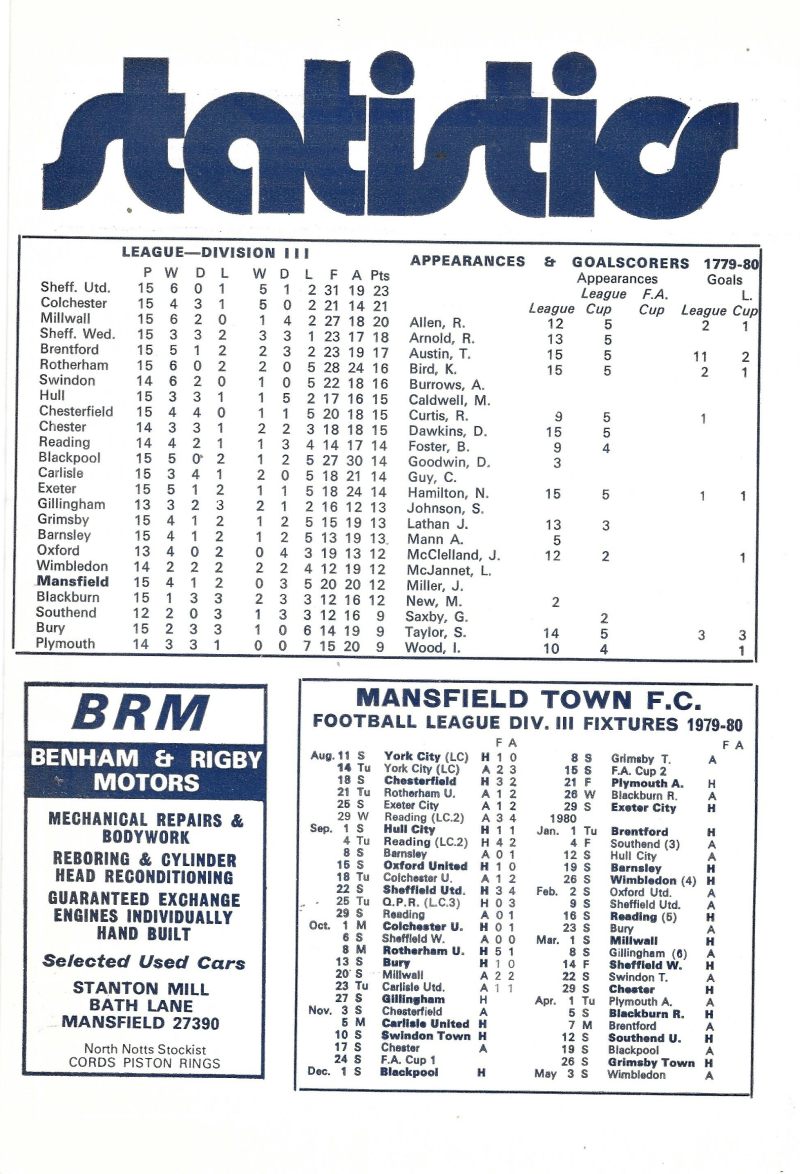 statistics
LEAGUE—DIVISION III
P W D L W D L F A Pts
Sheff. Utd. 15 6 0 1 5 1 2 31 19 23
Colchester 15 4 3 1 5 0 2 21 14 21
Millwall 15 6 2 0 1 4 2 27 18 20
Sheff. Wed. 15 3 3 2 3 3 1 23 17 18
Brentford 15 5 1 2 2 3 2 23 19 17
Rotherham 15 6 0 2 2 0 5 28 24 16
Swindon 14 6 2 0 1 0 5 22 18 16
Hull 15 3 3 1 1 5 2 17 16 15
Chesterfield 15 4 4 0 1 1 5 20 18 15
Chester 14 3 3 1 2 2 3 18 18 15
Reading 14 4 2 1 1 3 4 14 17 14
Blackpool 15 5 0 2 1 2 5 27 30 14
Carlisle 15 3 4 1 2 0 5 18 21 14
Exeter 15 5 1 2 1 1 5 18 24 14
Gillingham 13 3 2 3 2 1 2 16 12 13
Grimsby 15 4 1 2 1 2 5 15 19 13
Barnsley 15 4 1 2 1 2 5 13 19 13.
Oxford 13 4 0 2 0 4 3 19 13 12
Wimbledon 14 2 2 2 2 2 4 12 19 12
Mansfield 15 4 1 2 0 3 5 20 20 12
Blackburn 15 1 3 3 2 3 3 12 16 12
Southend 12 2 0 3 1 3 3 12 16 9
Bury 15 2 3 3 1 0 6 14 19 9
Plymouth 14 3 3 1 0 0 7 15 20 9
APPEARANCES & GOALSCORERS 1779-80
Appearances Goals
League F.A. L.
League Cup Cup League Cup
Allen, R. 12 5 2 1
Arnold, R. 13 5
Austin, T. 15 5 11 2
Bird, K. 15 5 2 1
Burrows, A.
Caldwell, M.
Curtis, R. 9 5 1
Dawkins, D. 15 5
Foster, B. 9 4
Goodwin, D. 3
Guy, C.
Hamilton, N. 15 5 1 1
Johnson, S.
Lathan J. 13 3
Mann A. 5
McClelland, J. 12 2 1
McJannet, L.
Miller, J.
New, M. 2
Saxby, G. 2
Taylor, S. 14 5 3 3
Wood, I. 10 4 1
BRM
BENHAM & RIGBY
MOTORS
MECHANICAL REPAIRS &
BODYWORK
REBORING & CYLINDER
HEAD RECONDITIONING
GUARANTEED EXCHANGE
ENGINES INDIVIDUALLY
HAND BUILT
Selected Used Cars
STANTON MILL
BATH LANE
MANSFIELD 27390
North Notts Stockist
CORDS PISTON RINGS
MANSFIELD TOWN F.C.
FOOTBALL LEAGUE DIV. III FIXTURES 1979-80
F A
Aug. 11 S York City (LC) H 1 0
14 Tu York City (LC) A 2 3
18 S Chesterfield H 3 2
21 Tu Rotherham U. A 1 2
25 S Exeter City A 1 2
29 W Reading (LC.2) A 3 4
Sep. 1 S Hull City H 1 1
4 Tu Reading (LC.2) H 4 2
8 S Barnsley A 0 1
15 S Oxford United H 1 0
18 Tu Colchester U. A 1 2
22 S Sheffield Utd. H 3 4
25 Tu Q.P.R. (L.C.3) H 0 3
29 S Reading A 0 1
Oct. 1 M Colchester U. H 0 1
6 S Sheffield W. A 0 0
8 M Rotherham U. H 5 1
13 S Bury H 1 0
20 S Millwall A 2 2
23 Tu Carlisle Utd. A 1 1
27 S Gillingham H
Nov. 3 S Chesterfield A
5 M Carlisle United H
10 S Swindon Town H
17 S Chester A
24 S F.A. Cup 1
Dec. 1 S Blackpool H
F A
8 S Grimsby T. A
15 S F.A. Cup 2
21 F Plymouth A. H
26 W Blackburn R. A
29 S Exeter City H
1980
Jan. 1 Tu Brentford H
4 F Southend (3) A
12 S Hull City A
19 S Barnsley H
26 S Wimbledon (4) H
Feb. 2 S Oxford Utd. A
9 S Sheffield Utd. A
16 S Reading (5) H
23 S Bury A
Mar. 1 S Millwall H
8 S Gillingham (6) A
14 F Sheffield W. H
22 S Swindon T. A
29 S Chester H
Apr. 1 Tu Plymouth A. A
5 S Blackburn R. H
7 M Brentford A
12 S Southend U. H
19 S Blackpool A
26 S Grimsby Town H
May 3 S Wimbledon A